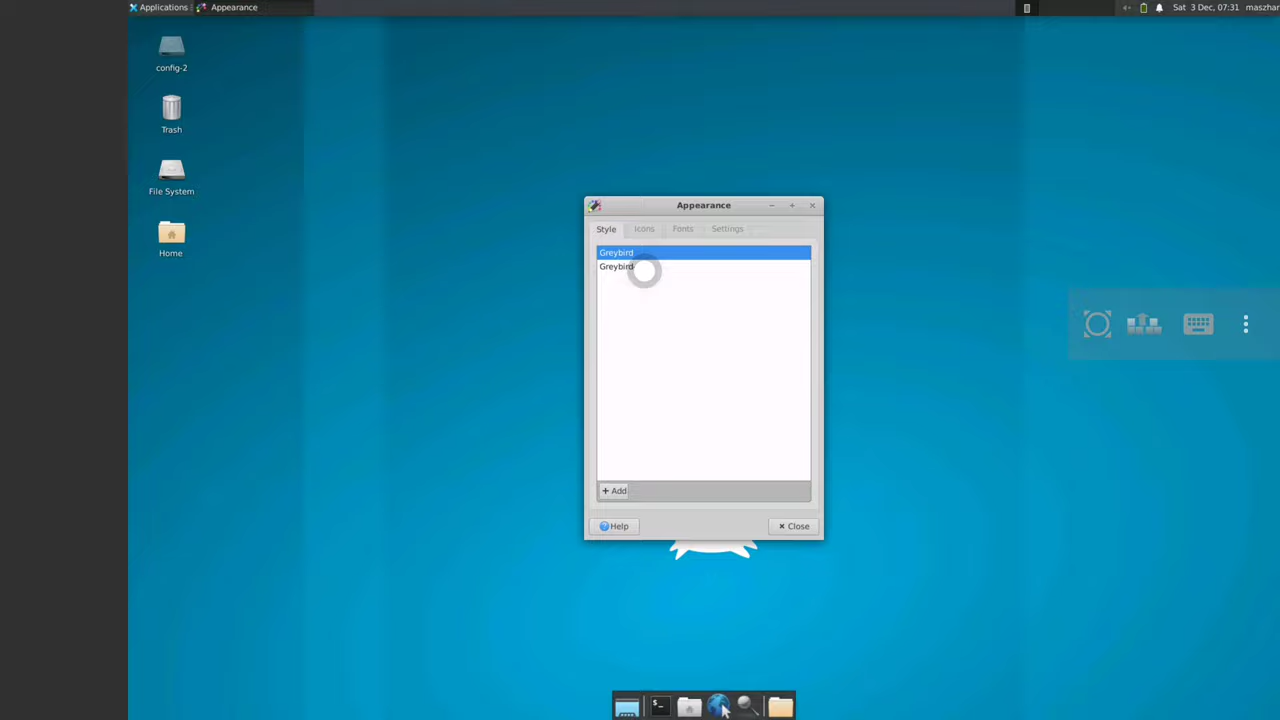 Applications
Appearance
Sat 3 Dec, 07:31
maszhar
config-2
Trash
File System
Home
Appearance
Style
Icons
Fonts
Settings
Greybird
Greybird
+ Add
Help
Close
$_